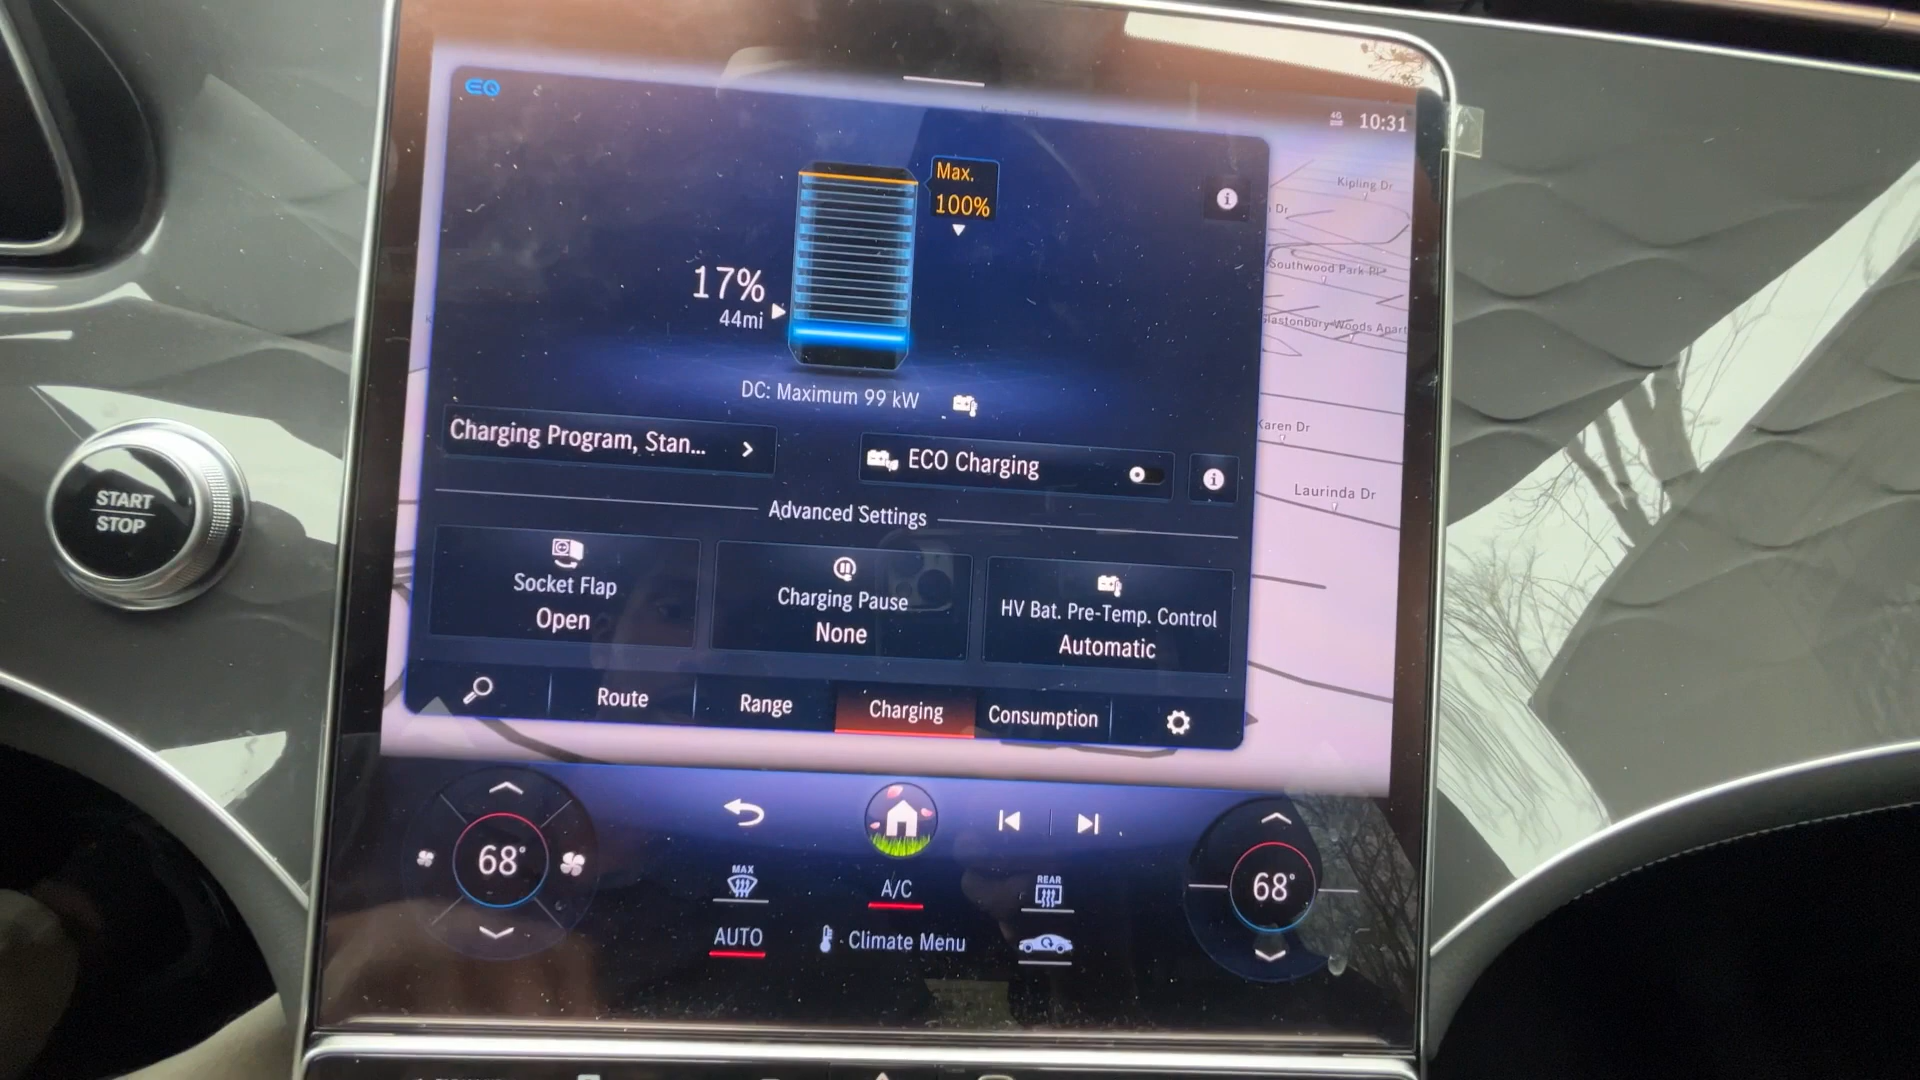 EQ
4G 10:31
Max.
100%
17%
44mi
DC: Maximum 99 kW
Kipling Dr
Dr
Southwood Park Pl
Glastonbury Woods Apart
Karen Dr
Laurinda Dr
Charging Program, Stan...
ECO Charging
Advanced Settings
START
STOP
Socket Flap
Open
Charging Pause
None
HV Bat. Pre-Temp. Control
Automatic
Route
Range
Charging
Consumption
68°
MAX
A/C
REAR
68°
AUTO
Climate Menu